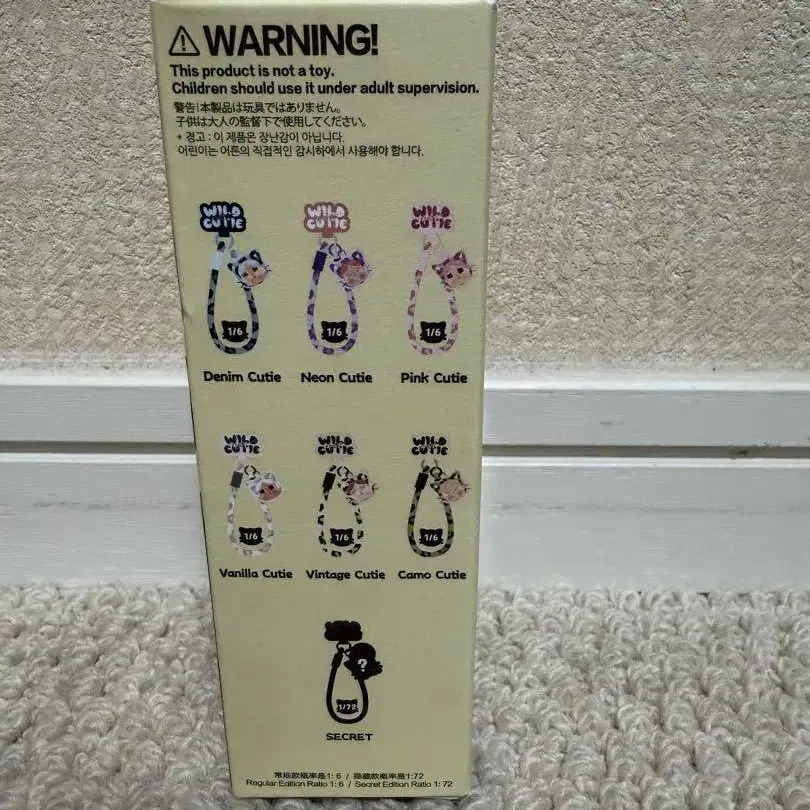 WARNING!
This product is not a toy.
Children should use it under adult supervision.
警告!本製品は玩具ではありません。
子供は大人の監督下で使用してください。
* 경고 : 이 제품은 장난감이 아닙니다.
어린이는 어른의 직접적인 감시하에서 사용해야 합니다.
WILD CUTIE
WILD CUTIE
WILD CUTIE
1/6
1/6
1/6
Denim Cutie
Neon Cutie
Pink Cutie
WILD CUTIE
WILD CUTIE
WILD CUTIE
1/6
1/6
1/6
Vanilla Cutie
Vintage Cutie
Camo Cutie
?
1/72
SECRET
常规款概率是1: 6 / 隐藏款概率是1:72
Regular Edition Ratio 1: 6 / Secret Edition Ratio 1: 72